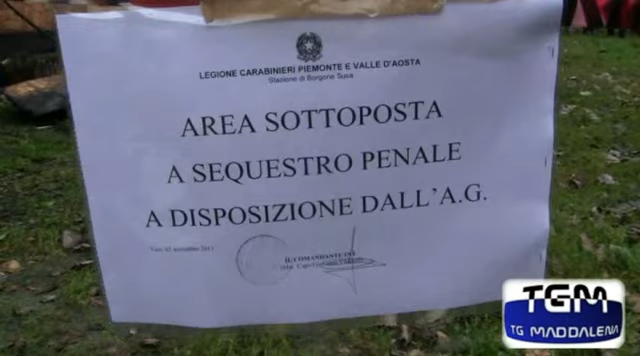 LEGIONE CARABINIERI PIEMONTE E VALLE D'AOSTA
Stazione di Borgone Susa
AREA SOTTOPOSTA
A SEQUESTRO PENALE
A DISPOSIZIONE DALL'A.G.
IL COMANDANTE
TGM
TG MADDALENA